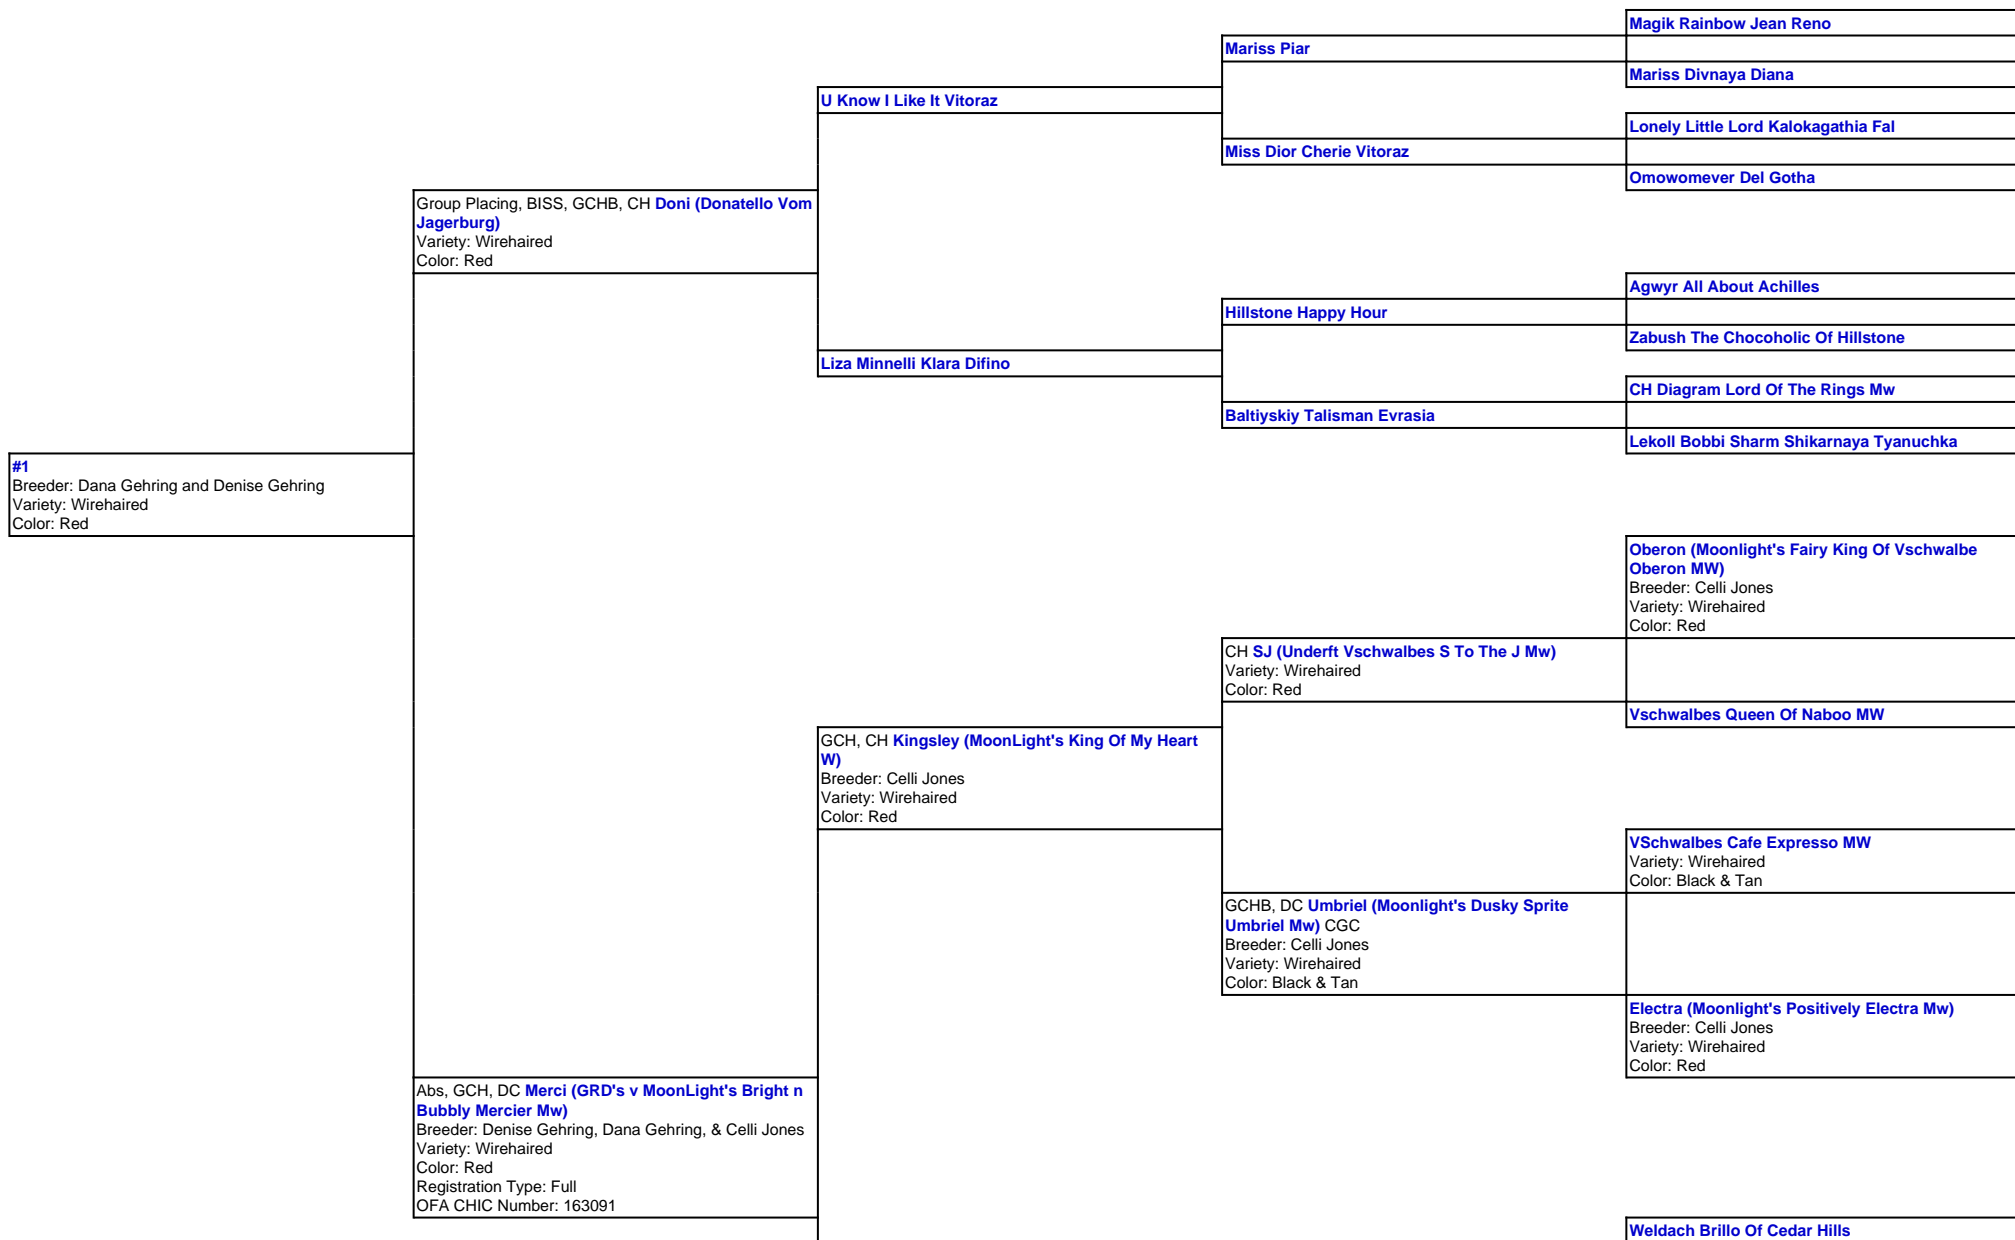 Magik Rainbow Jean Reno
Mariss Piar
Mariss Divnaya Diana
U Know I Like It Vitoraz
Lonely Little Lord Kalokagathia Fal
Miss Dior Cherie Vitoraz
Omowomever Del Gotha
Group Placing, BISS, GCHB, CH Doni (Donatello Vom
Jagerburg)
Variety: Wirehaired
Color: Red
Agwyr All About Achilles
Hillstone Happy Hour
Zabush The Chocoholic Of Hillstone
Liza Minnelli Klara Difino
CH Diagram Lord Of The Rings Mw
Baltiyskiy Talisman Evrasia
Lekoll Bobbi Sharm Shikarnaya Tyanuchka
#1
Breeder: Dana Gehring and Denise Gehring
Variety: Wirehaired
Color: Red
Oberon (Moonlight's Fairy King Of Vschwalbe
Oberon MW)
Breeder: Celli Jones
Variety: Wirehaired
Color: Red
CH SJ (Underft Vschwalbes S To The J Mw)
Variety: Wirehaired
Color: Red
Vschwalbes Queen Of Naboo MW
GCH, CH Kingsley (MoonLight's King Of My Heart
W)
Breeder: Celli Jones
Variety: Wirehaired
Color: Red
VSchwalbes Cafe Expresso MW
Variety: Wirehaired
Color: Black & Tan
GCHB, DC Umbriel (Moonlight's Dusky Sprite
Umbriel Mw) CGC
Breeder: Celli Jones
Variety: Wirehaired
Color: Black & Tan
Electra (Moonlight's Positively Electra Mw)
Breeder: Celli Jones
Variety: Wirehaired
Color: Red
Abs, GCH, DC Merci (GRD's v MoonLight's Bright n
Bubbly Mercier Mw)
Breeder: Denise Gehring, Dana Gehring, & Celli Jones
Variety: Wirehaired
Color: Red
Registration Type: Full
OFA CHIC Number: 163091
Weldach Brillo Of Cedar Hills